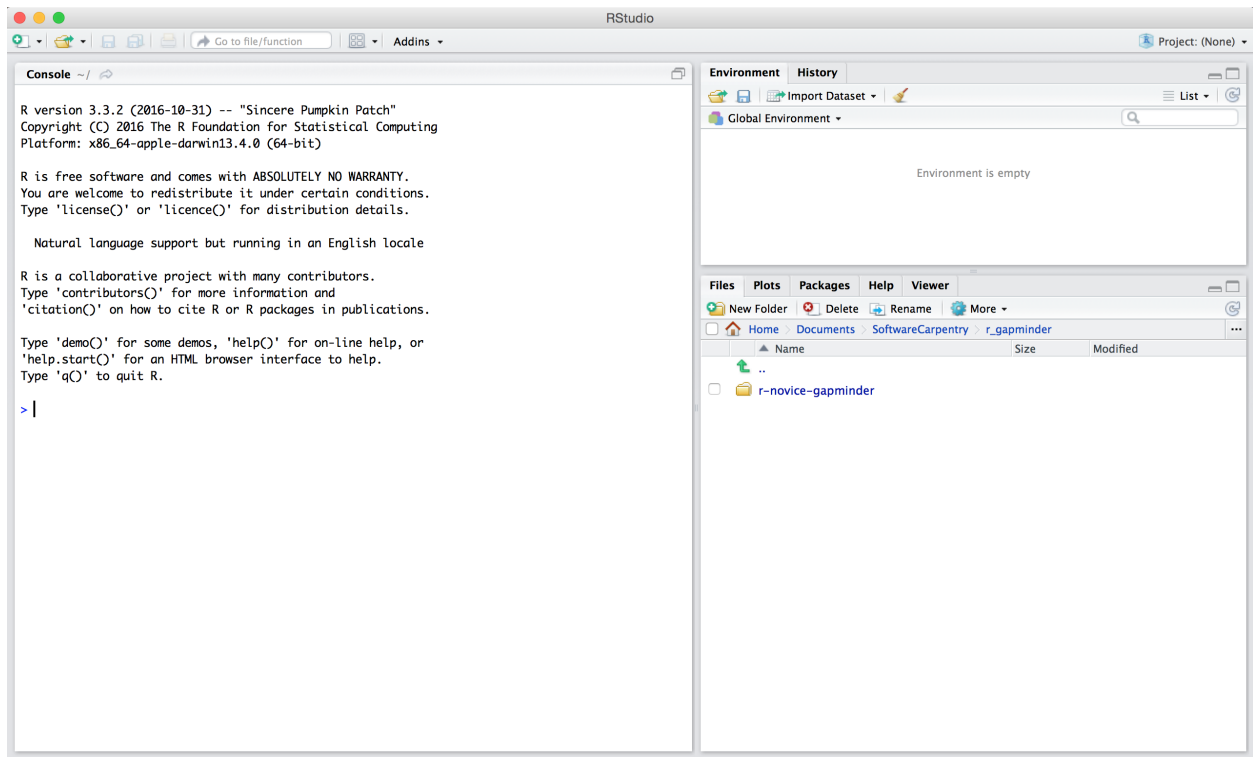 RStudio
Go to file/function
Addins
Project: (None)
Console ~/
R version 3.3.2 (2016-10-31) -- "Sincere Pumpkin Patch"
Copyright (C) 2016 The R Foundation for Statistical Computing
Platform: x86_64-apple-darwin13.4.0 (64-bit)
R is free software and comes with ABSOLUTELY NO WARRANTY.
You are welcome to redistribute it under certain conditions.
Type 'license()' or 'licence()' for distribution details.
Natural language support but running in an English locale
R is a collaborative project with many contributors.
Type 'contributors()' for more information and
'citation()' on how to cite R or R packages in publications.
Type 'demo()' for some demos, 'help()' for on-line help, or
'help.start()' for an HTML browser interface to help.
Type 'q()' to quit R.
>
Environment History
Import Dataset List
Global Environment
Environment is empty
Files Plots Packages Help Viewer
New Folder Delete Rename More
Home Documents SoftwareCarpentry r_gapminder ...
Name Size Modified
..
r-novice-gapminder